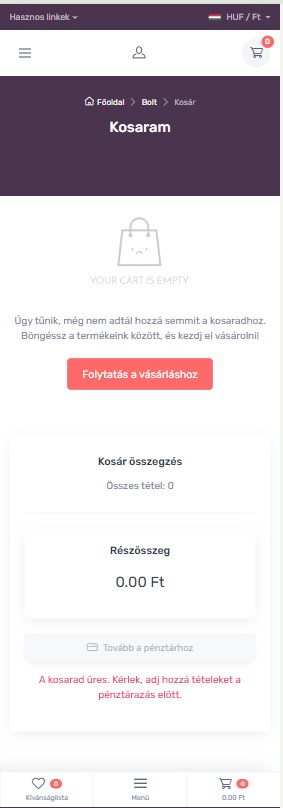 Hasznos linkek
HUF / Ft
0
Főoldal
Bolt
Kosár
Kosaram
YOUR CART IS EMPTY
Úgy tűnik, még nem adtál hozzá semmit a kosaradhoz.
Böngéssz a termékeink között, és kezdj el vásárolni!
Folytatás a vásárláshoz
Kosár összegzés
Összes tétel: 0
Részösszeg
0.00 Ft
Tovább a pénztárhoz
A kosarad üres. Kérlek, adj hozzá tételeket a
pénztárazás előtt.
0
0
Kívánságlista
Menü
0.00 Ft